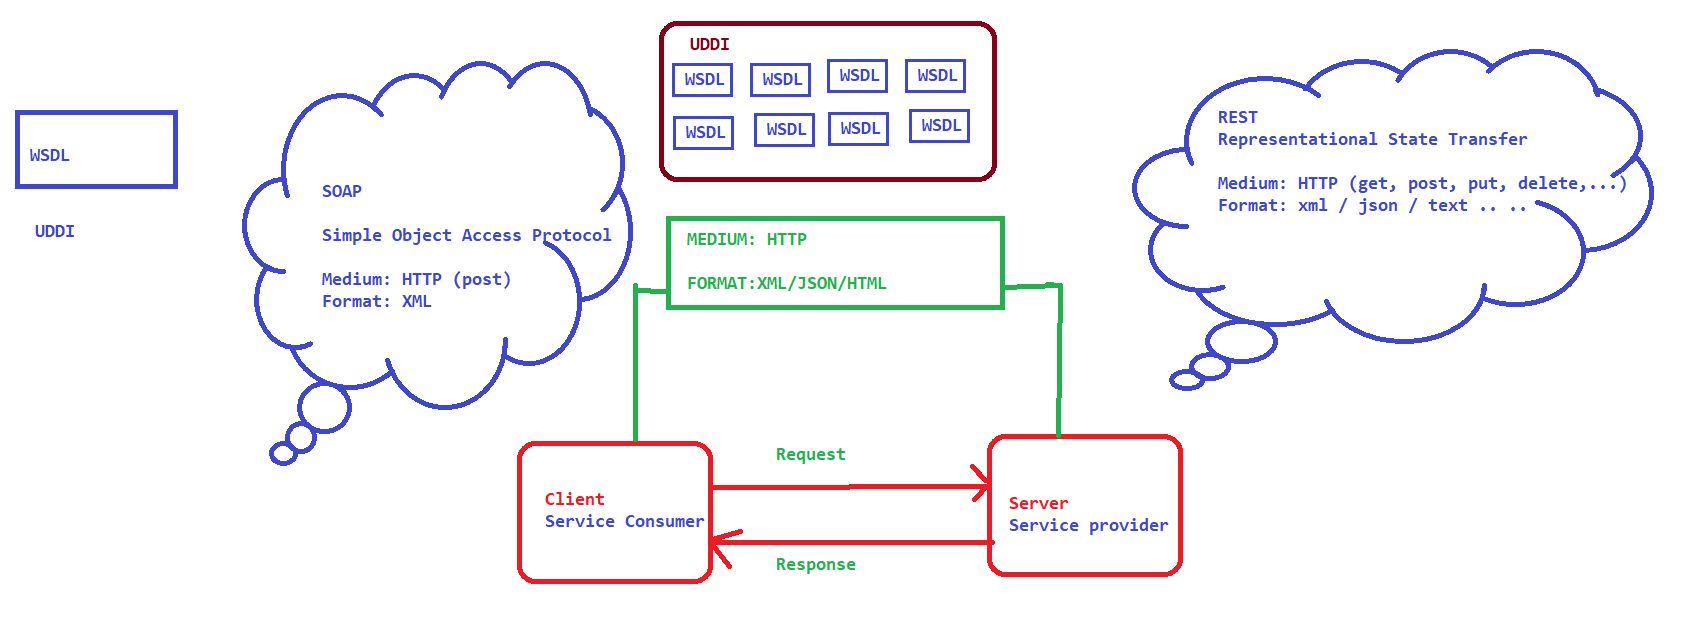 WSDL
UDDI
SOAP
Simple Object Access Protocol
Medium: HTTP (post)
Format: XML
UDDI
WSDL WSDL WSDL WSDL
WSDL WSDL WSDL WSDL
MEDIUM: HTTP
FORMAT:XML/JSON/HTML
REST
Representational State Transfer
Medium: HTTP (get, post, put, delete,...)
Format: xml / json / text .. ..
Request
Client
Service Consumer
Server
Service provider
Response